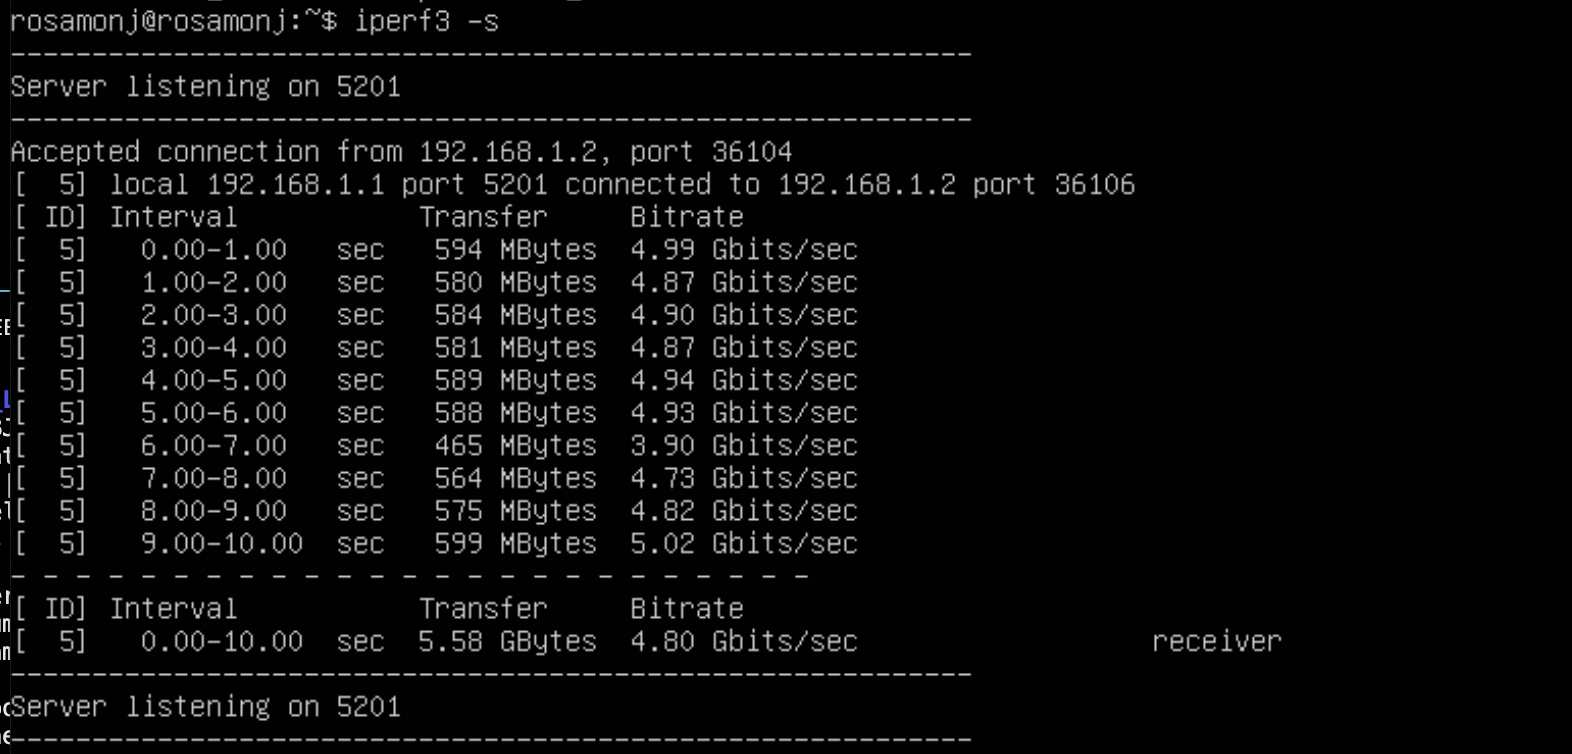 rosamonj@rosamonj:~$ iperf3 -s
-----------------------------------------------------------
Server listening on 5201
-----------------------------------------------------------
Accepted connection from 192.168.1.2, port 36104
[  5] local 192.168.1.1 port 5201 connected to 192.168.1.2 port 36106
[ ID] Interval           Transfer     Bitrate
[  5]   0.00-1.00   sec   594 MBytes  4.99 Gbits/sec
[  5]   1.00-2.00   sec   580 MBytes  4.87 Gbits/sec
[  5]   2.00-3.00   sec   584 MBytes  4.90 Gbits/sec
[  5]   3.00-4.00   sec   581 MBytes  4.87 Gbits/sec
[  5]   4.00-5.00   sec   589 MBytes  4.94 Gbits/sec
[  5]   5.00-6.00   sec   588 MBytes  4.93 Gbits/sec
[  5]   6.00-7.00   sec   465 MBytes  3.90 Gbits/sec
[  5]   7.00-8.00   sec   564 MBytes  4.73 Gbits/sec
[  5]   8.00-9.00   sec   575 MBytes  4.82 Gbits/sec
[  5]   9.00-10.00  sec   599 MBytes  5.02 Gbits/sec
- - - - - - - - - - - - - - - - - - - - - - - - -
[ ID] Interval           Transfer     Bitrate
[  5]   0.00-10.00  sec  5.58 GBytes  4.80 Gbits/sec                  receiver
-----------------------------------------------------------
Server listening on 5201
-----------------------------------------------------------